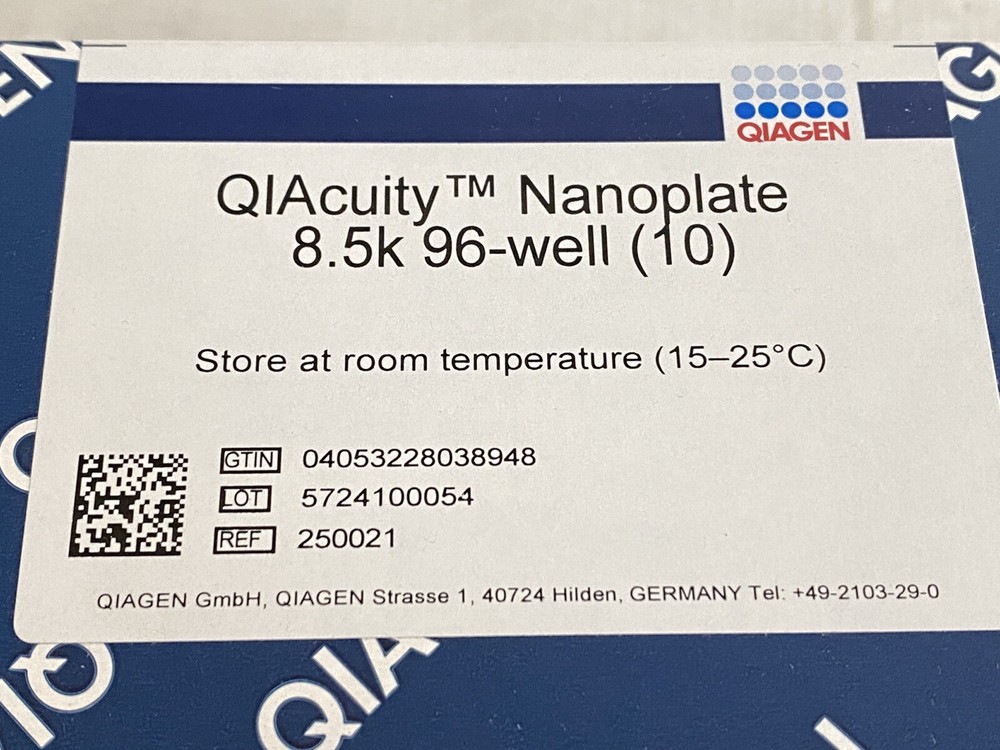 QIAGEN
QIAcuity™ Nanoplate
8.5k 96-well (10)
Store at room temperature (15–25°C)
GTIN 04053228038948
LOT 5724100054
REF 250021
QIAGEN GmbH, QIAGEN Strasse 1, 40724 Hilden, GERMANY Tel: +49-2103-29-0
QIA